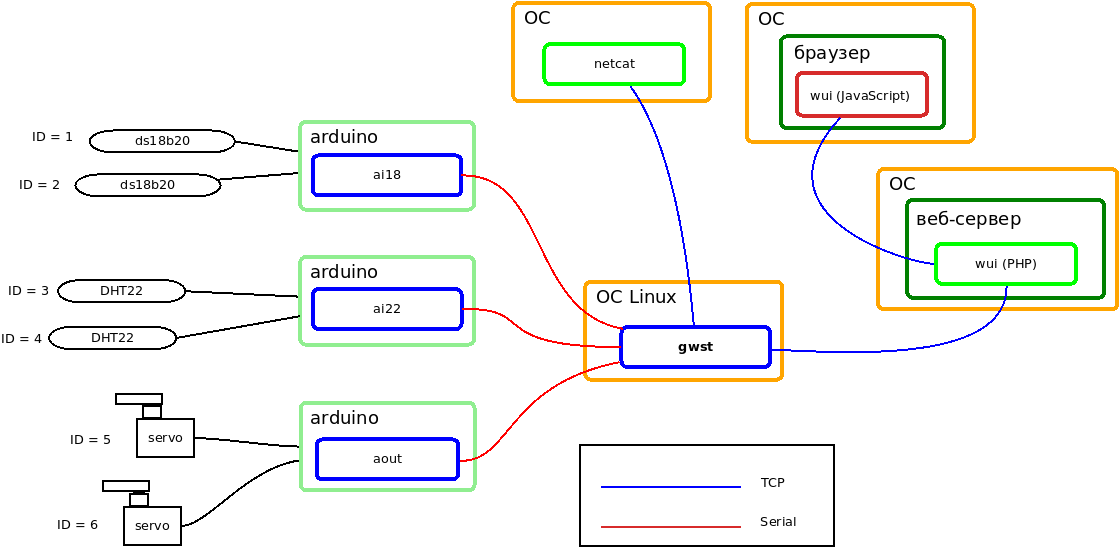 ОС
netcat
ОС
браузер
wui (JavaScript)
ID = 1
ds18b20
ID = 2
ds18b20
arduino
ai18
ОС
веб-сервер
wui (PHP)
ID = 3
DHT22
ID = 4
DHT22
arduino
ai22
ОС Linux
gwst
ID = 5
servo
ID = 6
servo
arduino
aout
TCP
Serial